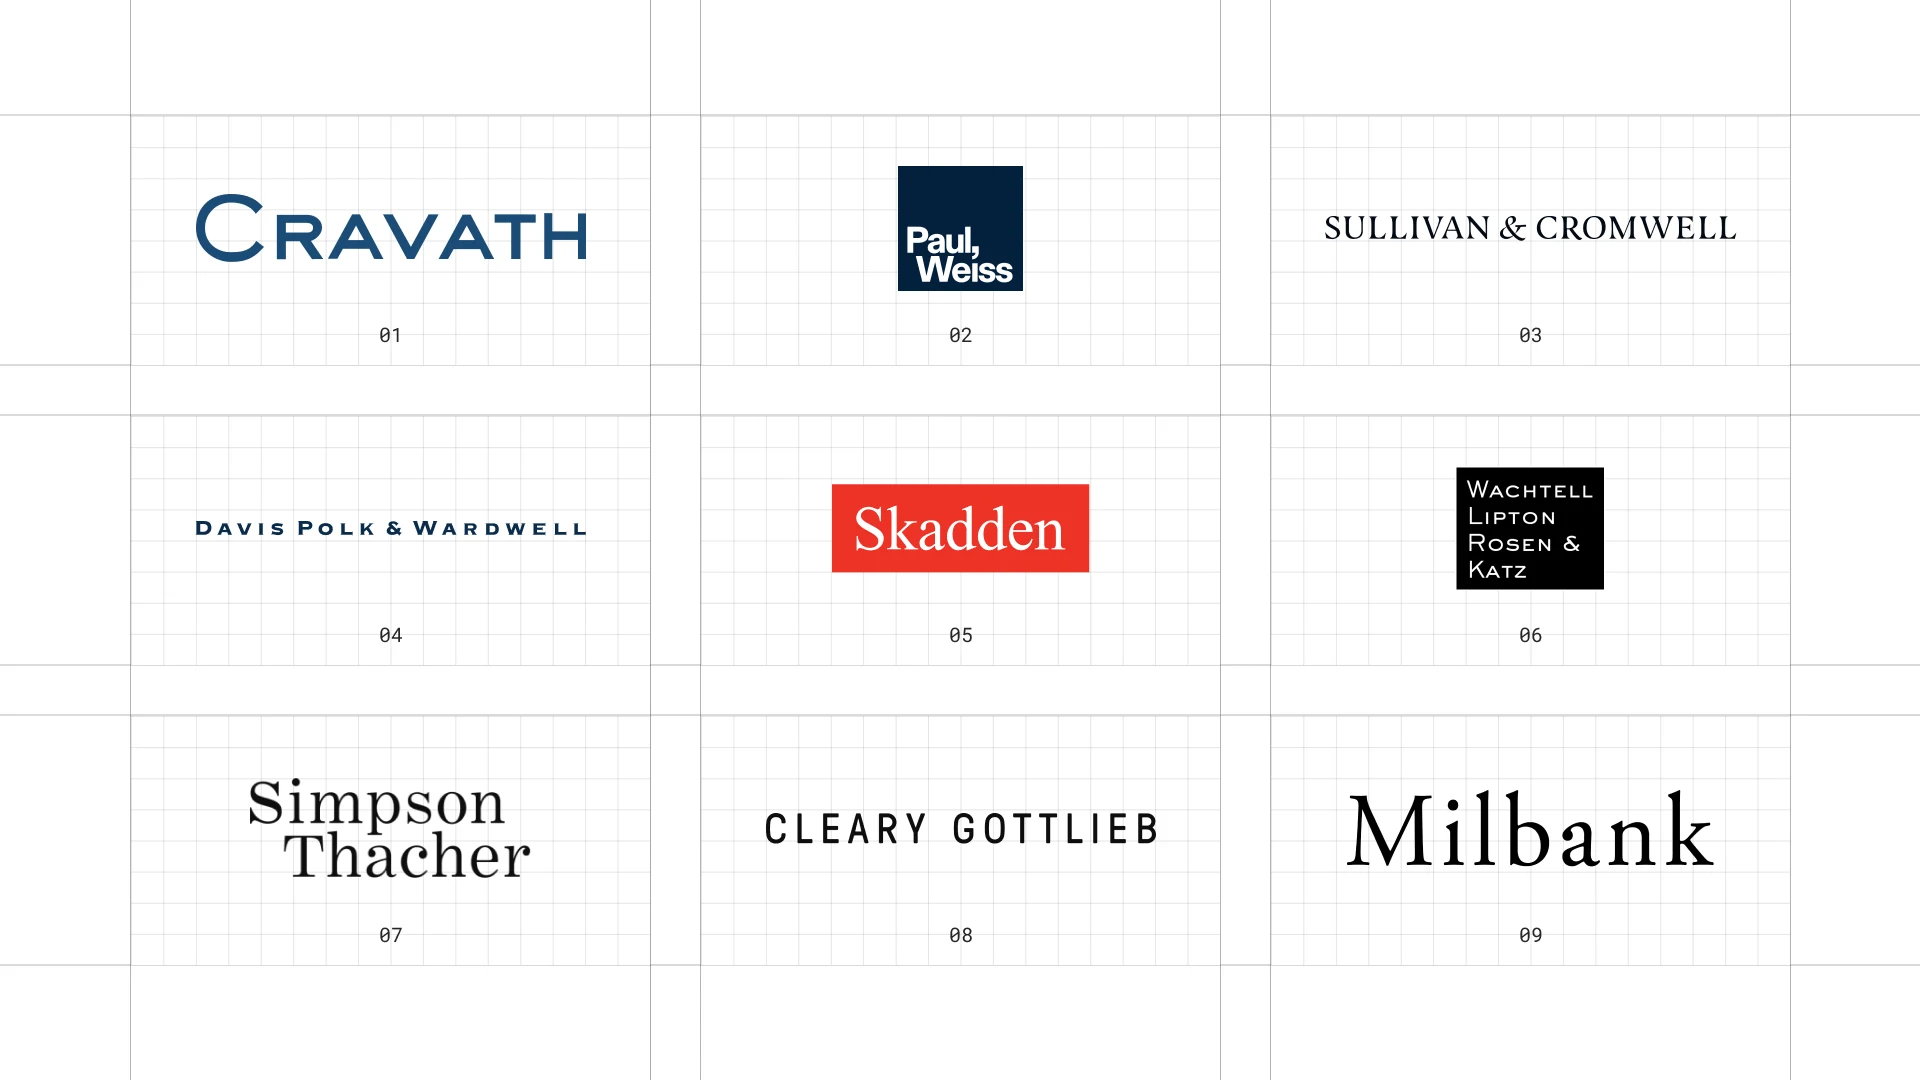 CRAVATH
01
Paul,
Weiss
02
SULLIVAN & CROMWELL
03
DAVIS POLK & WARDWELL
04
Skadden
05
WACHTELL
LIPTON
ROSEN &
KATZ
06
Simpson
Thacher
07
CLEARY GOTTLIEB
08
Milbank
09